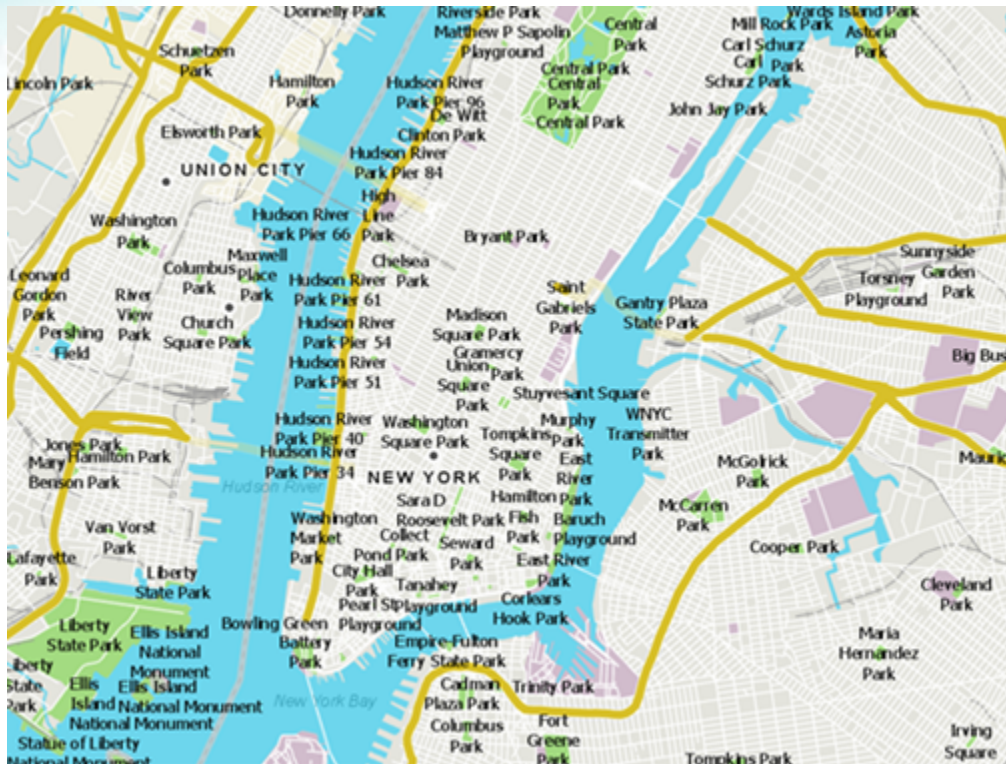 Donnelly Park
Riverside Park
Matthew P Sapolin
Playground
Central
Park
Mill Rock Park
Wards Island Park
Astoria
Park
Schuetzen
Park
Carl Schurz
Park
Carl
Schurz Park
Lincoln Park
Hamilton
Park
Hudson River
Park Pier 96
Central Park
Central
Park
Central Park
De Witt
Clinton Park
John Jay Park
Elsworth Park
Hudson River
Park Pier 84
UNION CITY
High
Line
Park
Hudson River
Park Pier 66
Washington
Park
Bryant Park
Maxwell
Place
Park
Columbus
Park
Chelsea
Park
Sunnyside
Garden
Park
Torsney
Playground
Leonard
Gordon
Park
River
View
Park
Hudson River
Park Pier 61
Saint
Gabriels
Park
Gantry Plaza
State Park
Pershing
Field
Church
Square Park
Hudson River
Park Pier 54
Madison
Square Park
Gramercy
Park
Big Bus
Hudson River
Park Pier 51
Union
Square
Park
Stuyvesant Square
Hudson River
Park Pier 40
Washington
Square Park
Murphy
Park
WNYC
Transmitter
Park
Jones Park
Hamilton Park
Mary
Benson Park
Hudson River
Park Pier 34
Tompkins
Square
Park
East
River
Park
McGolrick
Park
Mauri
NEW YORK
Hudson River
Sara D
Roosevelt Park
Hamilton
Fish
Park
McCarren
Park
Van Vorst
Park
Washington
Market
Park
Collect
Pond Park
Seward
Park
Baruch
Playground
Cooper Park
Lafayette
Park
Liberty
State Park
City Hall
Park
Tanahey
Playground
East River
Park
Cleveland
Park
Pearl St
Playground
Corlears
Hook Park
Liberty
State Park
Ellis Island
National
Monument
Bowling Green
Battery
Park
Empire-Fulton
Ferry State Park
Maria
Hernandez
Park
iberty
State
Park
Ellis
Island
National Monument
Ellis Island
National Monument
New York Bay
Cadman
Plaza Park
Trinity Park
Statue of Liberty
National Monument
Columbus
Park
Fort
Greene
Park
Tompkins Park
Irving
Square